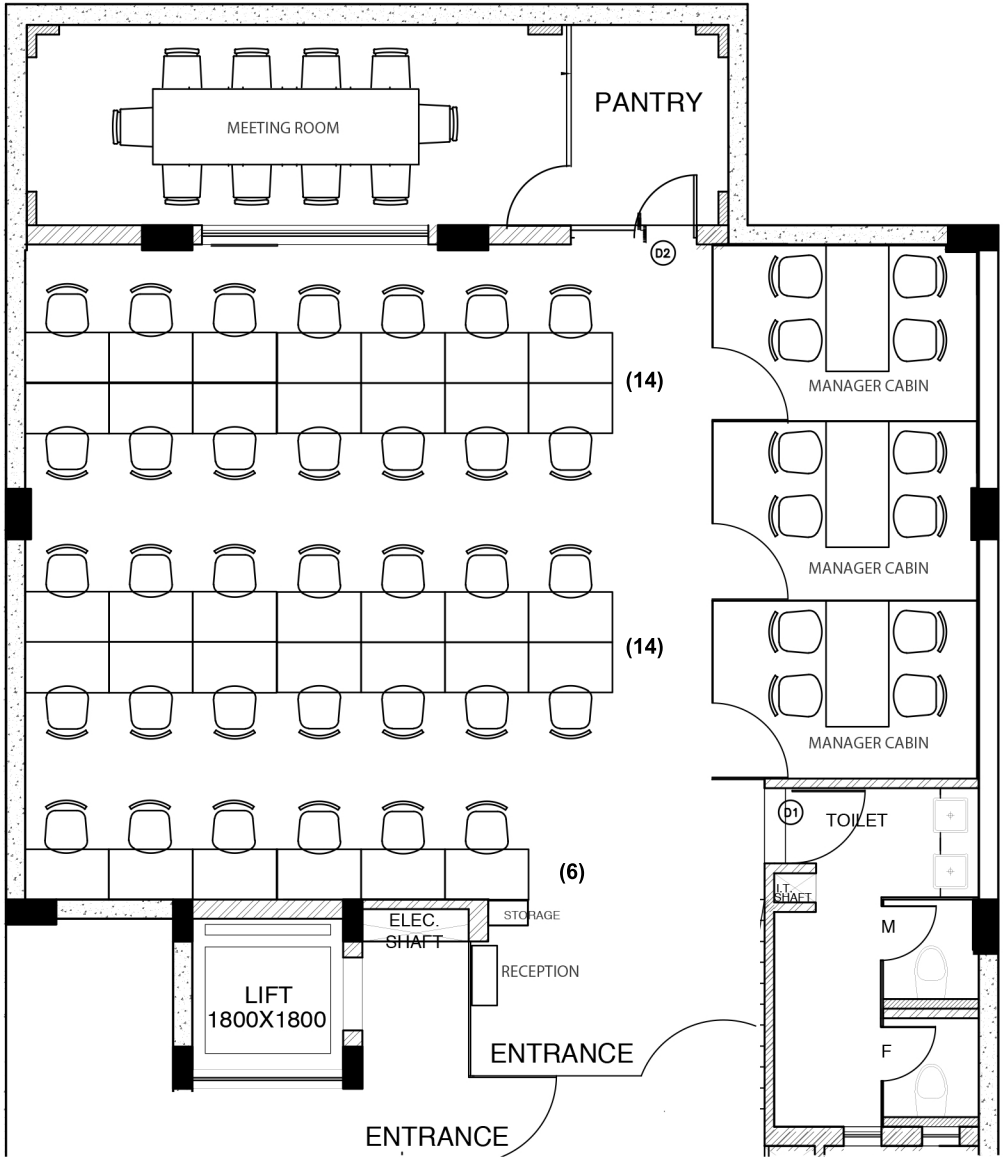 PANTRY
MEETING ROOM
D2
(14)
MANAGER CABIN
MANAGER CABIN
(14)
MANAGER CABIN
D1
TOILET
(6)
I.T.
SHAFT
STORAGE
ELEC.
SHAFT
M
RECEPTION
LIFT
1800X1800
ENTRANCE
F
ENTRANCE